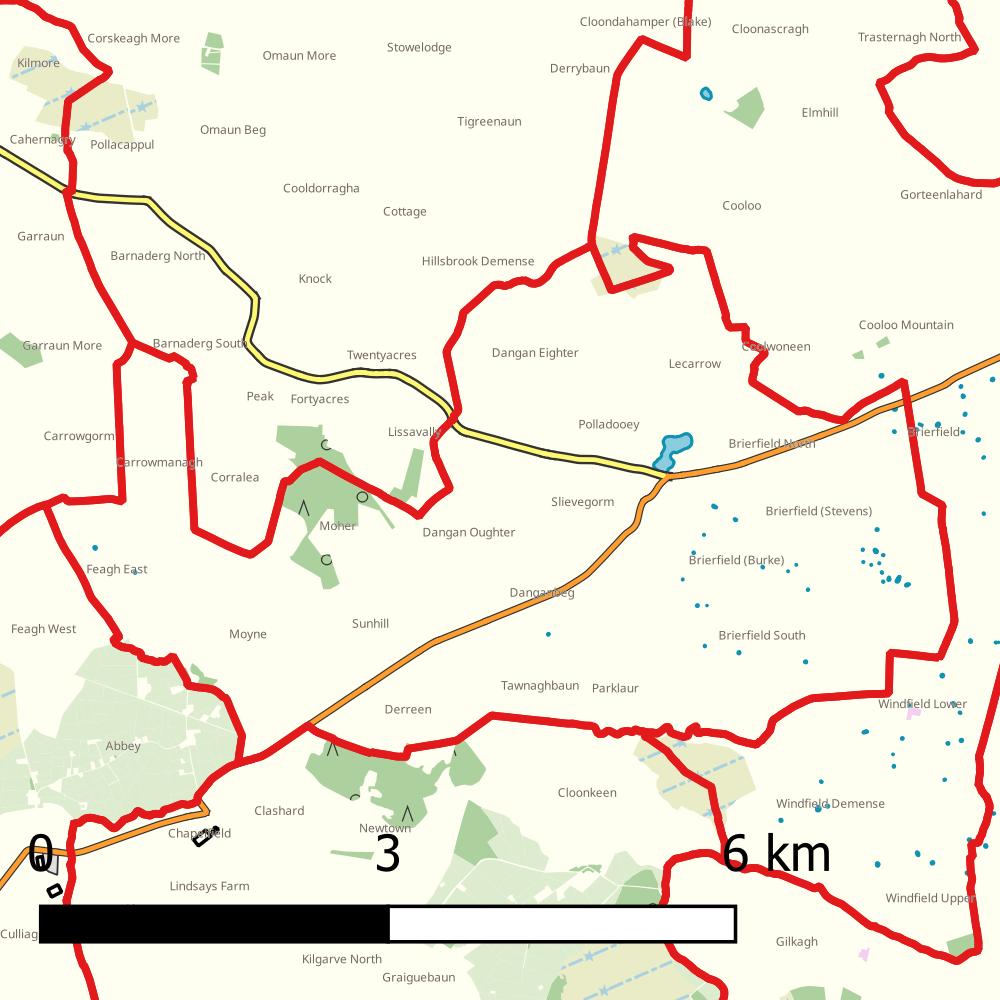 Cloondahamper (Blake)
Cloonascragh
Corskeagh More
Trasternagh North
Stowelodge
Omaun More
Kilmore
Derrybaun
Elmhill
Tigreenaun
Omaun Beg
Cahernagry
Pollacappul
Cooldorragha
Gorteenlahard
Cooloo
Cottage
Garraun
Barnaderg North
Hillsbrook Demense
Knock
Cooloo Mountain
Garraun More
Barnaderg South
Coolwoneen
Twentyacres
Dangan Eighter
Lecarrow
Peak
Fortyacres
Polladooey
Lissavally
Brierfield
Carrowgorm
Brierfield North
Carrowmanagh
Corralea
Slievegorm
Brierfield (Stevens)
Moher
Dangan Oughter
Brierfield (Burke)
Feagh East
Danganbeg
Sunhill
Feagh West
Moyne
Brierfield South
Tawnaghbaun
Parklaur
Windfield Lower
Derreen
Abbey
Cloonkeen
Windfield Demense
Clashard
Newtown
Chapelfield
0 3 6 km
Lindsays Farm
Windfield Upper
Culliag
Gilkagh
Kilgarve North
Graiguebaun